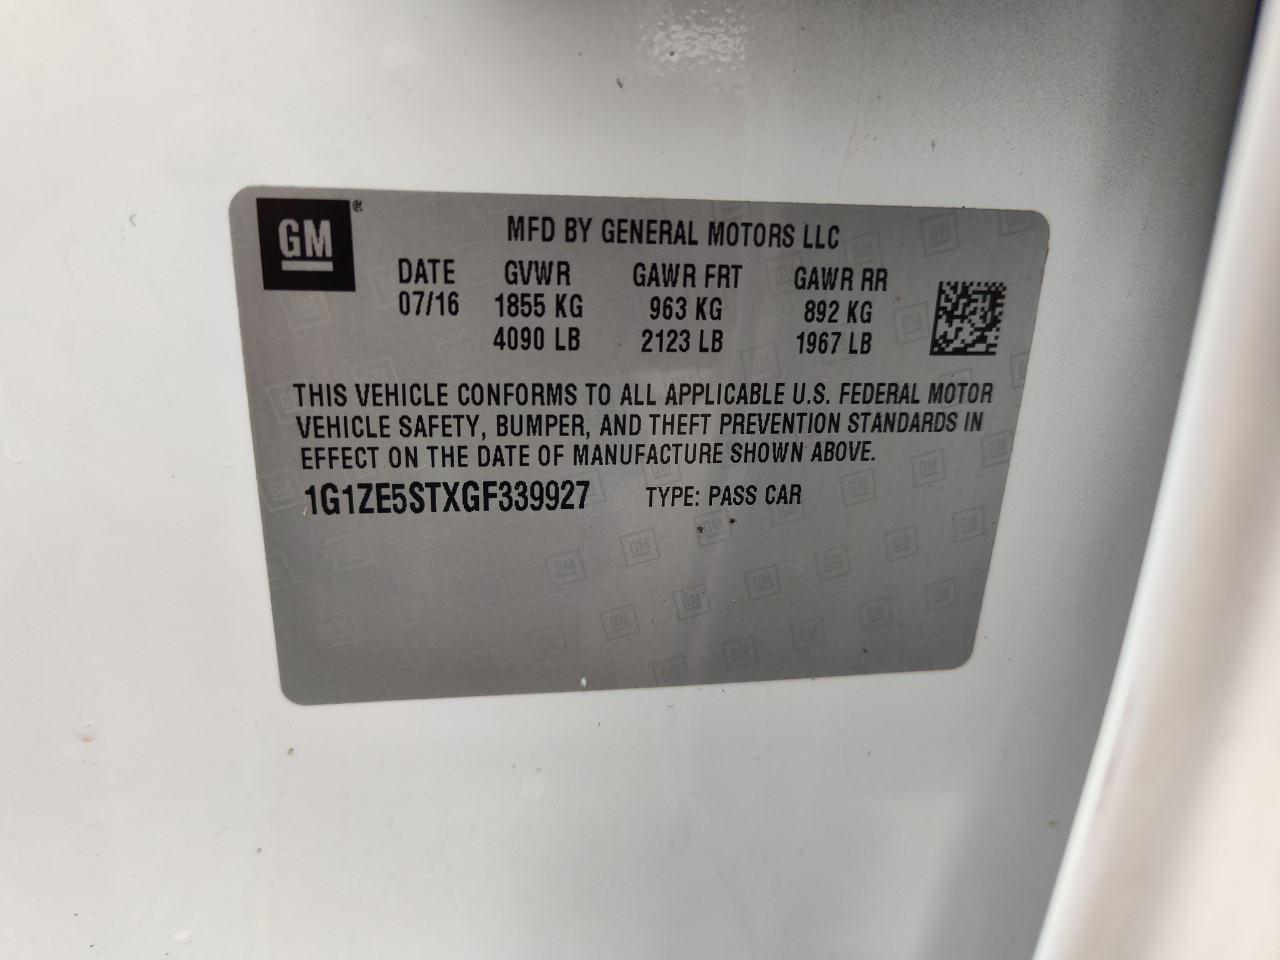 GM
MFD BY GENERAL MOTORS LLC
DATE GVWR GAWR FRT GAWR RR
07/16 1855 KG 963 KG 892 KG
4090 LB 2123 LB 1967 LB
THIS VEHICLE CONFORMS TO ALL APPLICABLE U.S. FEDERAL MOTOR
VEHICLE SAFETY, BUMPER, AND THEFT PREVENTION STANDARDS IN
EFFECT ON THE DATE OF MANUFACTURE SHOWN ABOVE.
1G1ZE5STXGF339927 TYPE: PASS CAR